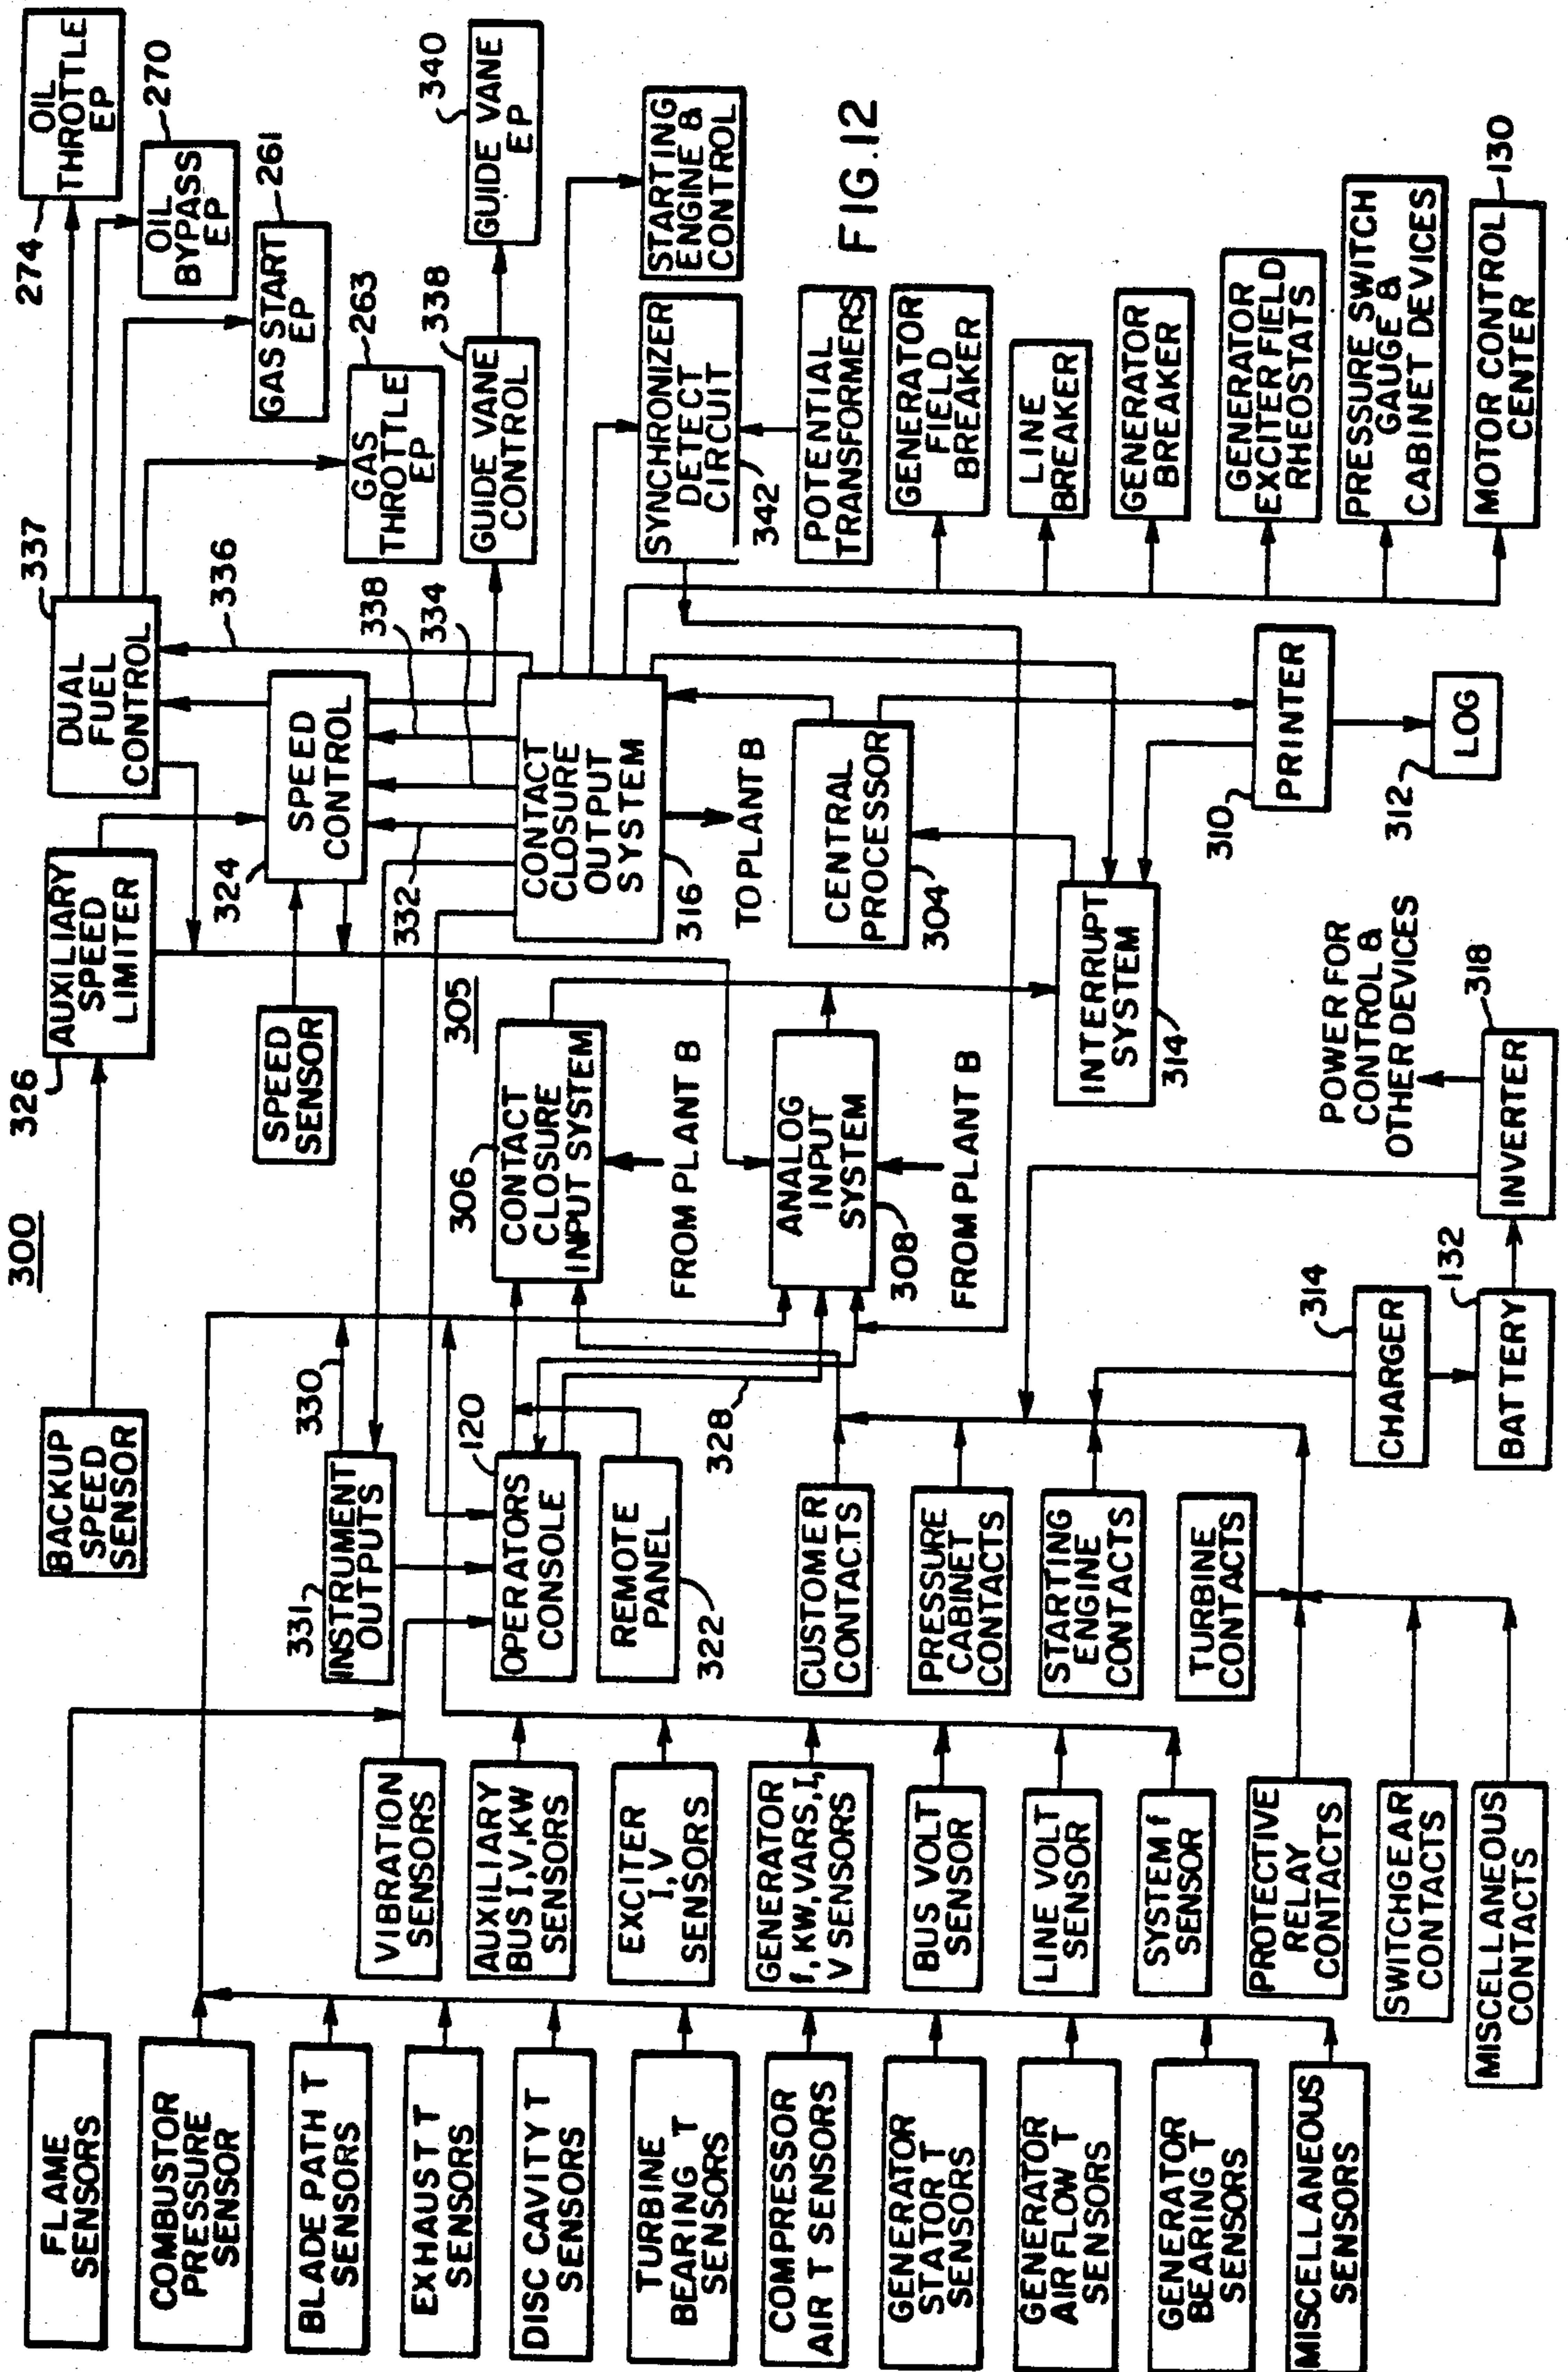 300
FLAME
SENSORS
COMBUSTOR
PRESSURE
SENSOR
BLADE PATH T
SENSORS
EXHAUST T
SENSORS
DISC CAVITY T
SENSORS
TURBINE
BEARING T
SENSORS
COMPRESSOR
AIR T SENSORS
GENERATOR
STATOR T
SENSORS
GENERATOR
AIR FLOW T
SENSORS
GENERATOR
BEARING T
SENSORS
MISCELLANEOUS
SENSORS
VIBRATION
SENSORS
AUXILIARY
BUS I, V, KW
SENSORS
EXCITER
I, V
SENSORS
GENERATOR
f, KW, VARS, I,
V SENSORS
BUS VOLT
SENSOR
LINE VOLT
SENSOR
SYSTEM f
SENSOR
PROTECTIVE
RELAY
CONTACTS
SWITCHGEAR
CONTACTS
MISCELLANEOUS
CONTACTS
BACKUP
SPEED
SENSOR
331
INSTRUMENT
OUTPUTS
330
120
OPERATORS
CONSOLE
REMOTE
PANEL
322
328
CUSTOMER
CONTACTS
PRESSURE
CABINET
CONTACTS
STARTING
ENGINE
CONTACTS
TURBINE
CONTACTS
314
CHARGER
132
BATTERY
318
INVERTER
POWER FOR
CONTROL &
OTHER DEVICES
326
AUXILIARY
SPEED
LIMITER
SPEED
SENSOR
305
306
CONTACT
CLOSURE
INPUT SYSTEM
FROM PLANT B
ANALOG
INPUT
SYSTEM
308
FROM PLANT B
INTERRUPT
SYSTEM
314
324
SPEED
CONTROL
332
334
338
336
CONTACT
CLOSURE
OUTPUT
SYSTEM
316
TO PLANT B
CENTRAL
PROCESSOR
304
310
PRINTER
312
LOG
337
DUAL
FUEL
CONTROL
274
OIL
THROTTLE
EP
270
OIL
BYPASS
EP
261
GAS START
EP
263
GAS
THROTTLE
EP
338
GUIDE VANE
CONTROL
340
GUIDE VANE
EP
STARTING
ENGINE &
CONTROL
SYNCHRONIZER
DETECT
CIRCUIT
342
POTENTIAL
TRANSFORMERS
GENERATOR
FIELD
BREAKER
LINE
BREAKER
GENERATOR
BREAKER
GENERATOR
EXCITER FIELD
RHEOSTATS
PRESSURE SWITCH
GAUGE &
CABINET DEVICES
MOTOR CONTROL
CENTER
130
FIG. 12